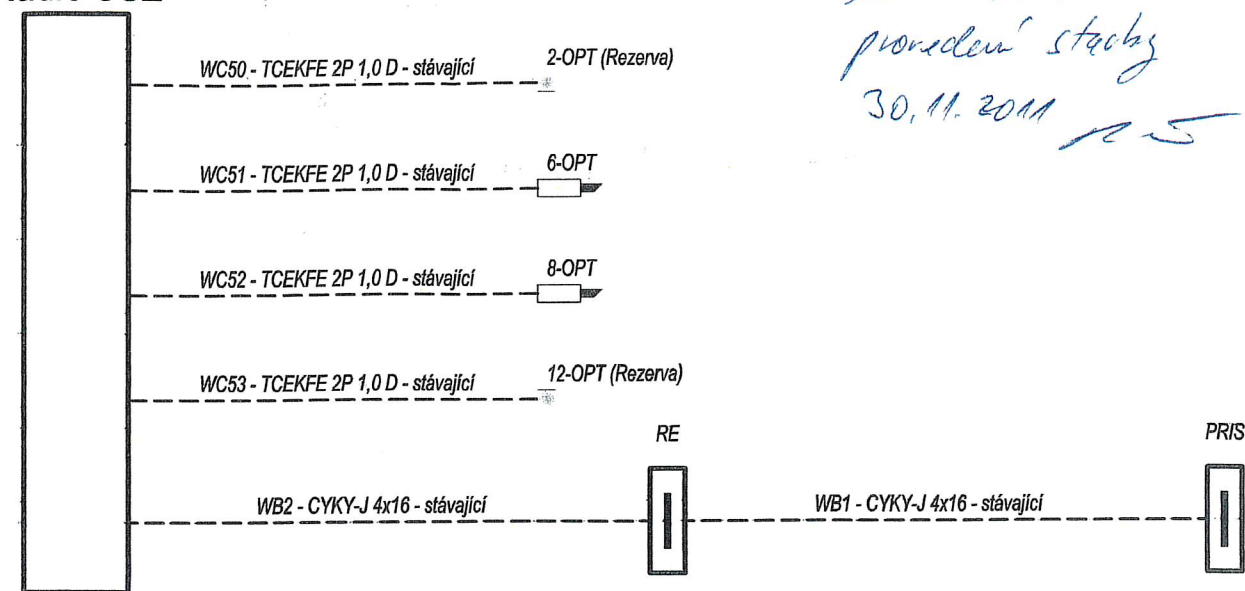 provedení stavby
30.11.2011
WC50 - TCEKFE 2P 1,0 D - stávající
2-OPT (Rezerva)
WC51 - TCEKFE 2P 1,0 D - stávající
6-OPT
WC52 - TCEKFE 2P 1,0 D - stávající
8-OPT
WC53 - TCEKFE 2P 1,0 D - stávající
12-OPT (Rezerva)
RE
PRIS
WB2 - CYKY-J 4x16 - stávající
WB1 - CYKY-J 4x16 - stávající